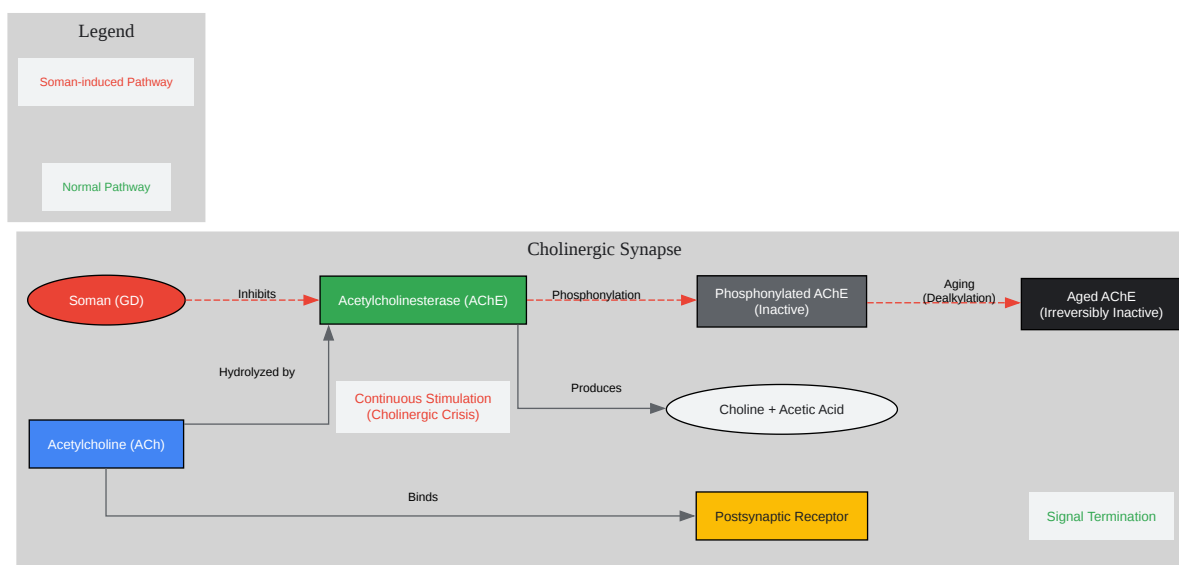 Legend
Soman-induced Pathway
Normal Pathway
Cholinergic Synapse
Soman (GD)
Inhibits
Acetylcholinesterase (AChE)
Phosphonylation
Phosphonylated AChE
(Inactive)
Aging
(Dealkylation)
Aged AChE
(Irreversibly Inactive)
Hydrolyzed by
Continuous Stimulation
(Cholinergic Crisis)
Produces
Choline + Acetic Acid
Acetylcholine (ACh)
Binds
Postsynaptic Receptor
Signal Termination